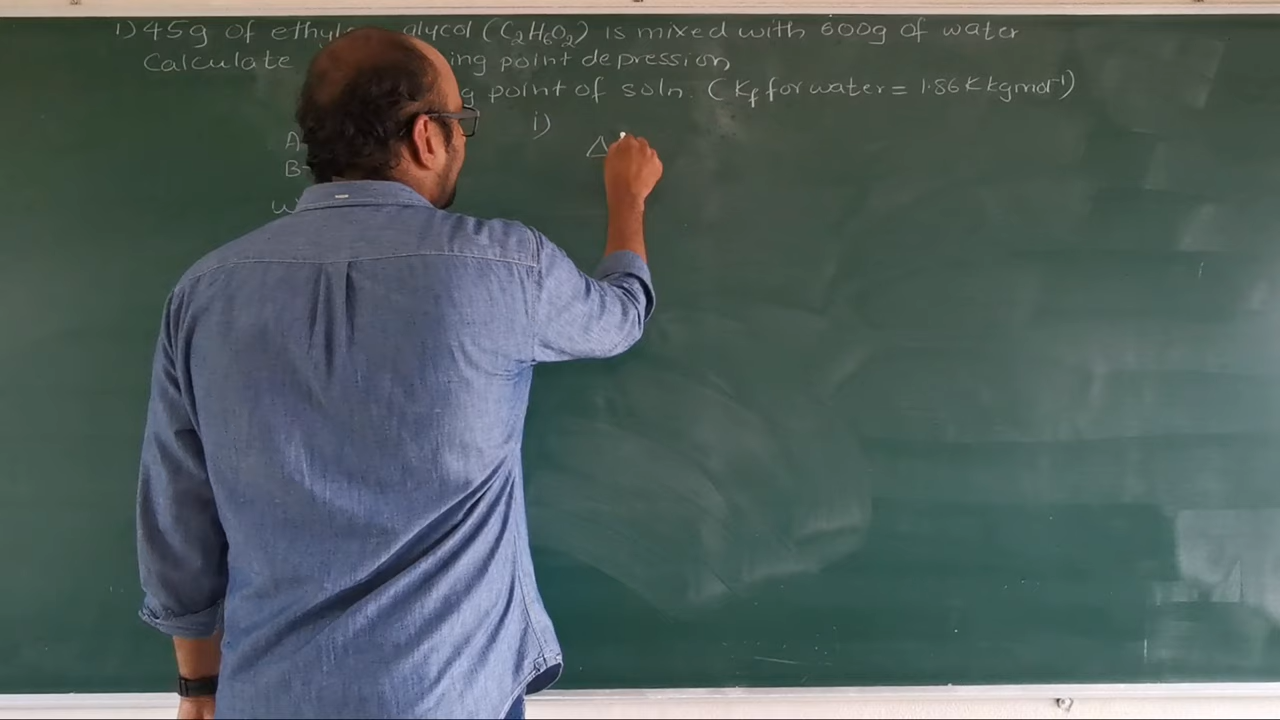 1) 45g of ethyle glycol (C₂H₆O₂) is mixed with 600g of water
Calculate ing point depression
g point of soln. (Kf for water = 1.86 K kg mol⁻¹)
i)
A
B-
W
Δ